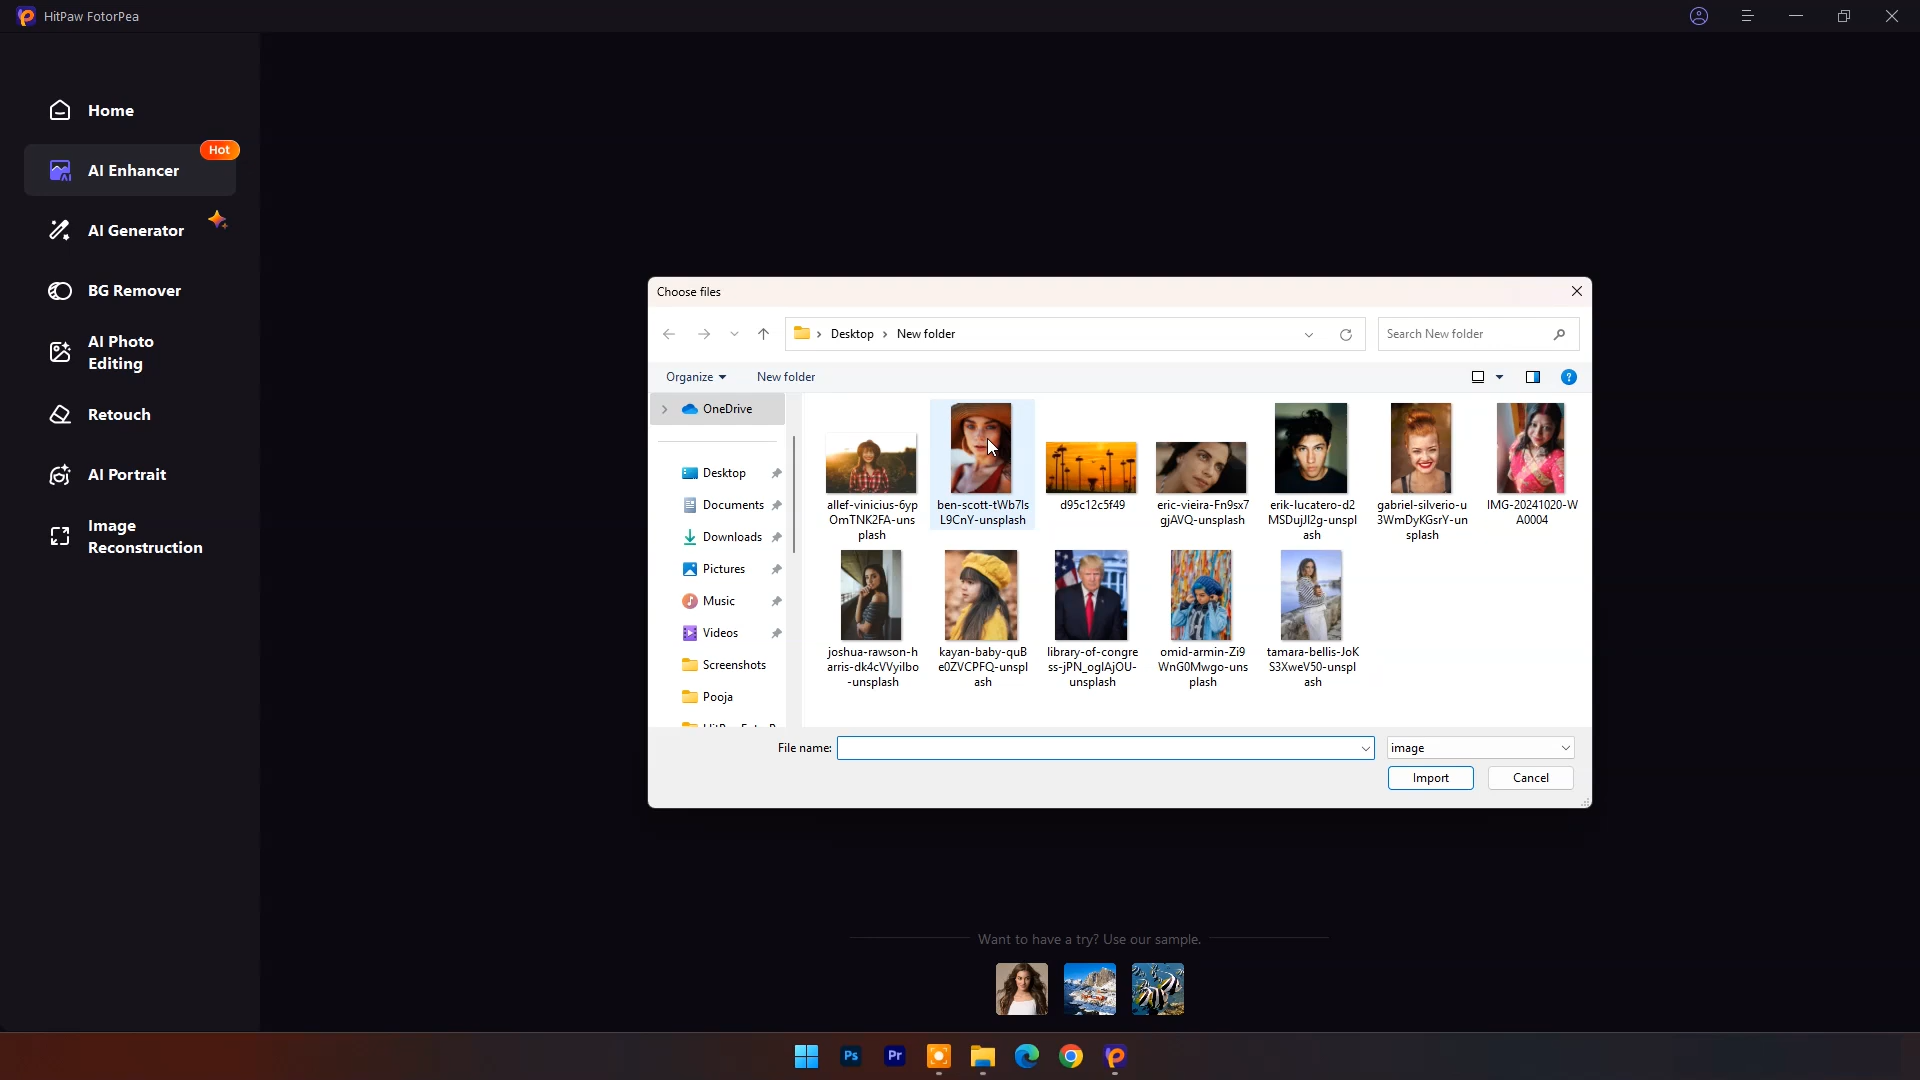 HitPaw FotorPea
Home
Hot
AI Enhancer
AI Generator
BG Remover
AI Photo
Editing
Retouch
AI Portrait
Image
Reconstruction
Choose files
Desktop
New folder
Search New folder
Organize
New folder
?
OneDrive
Desktop
Documents
Downloads
Pictures
Music
Videos
Screenshots
Pooja
allef-vinicius-6yp
OmTNK2FA-uns
plash
ben-scott-tWb7ls
L9CnY-unsplash
d95c12c5f49
eric-vieira-Fn9sx7
gjAVQ-unsplash
erik-lucatero-d2
MSDujJl2g-unspl
ash
gabriel-silverio-u
3WmDyKGsrY-un
splash
IMG-20241020-W
A0004
joshua-rawson-h
arris-dk4cVVyilbo
-unsplash
kayan-baby-quB
e0ZVCPFQ-unspl
ash
library-of-congre
ss-jPN_oglAjOU-
unsplash
omid-armin-Zi9
WnG0Mwgo-uns
plash
tamara-bellis-JoK
S3XweV50-unspl
ash
File name:
image
Import
Cancel
Want to have a try? Use our sample.
Ps
Pr